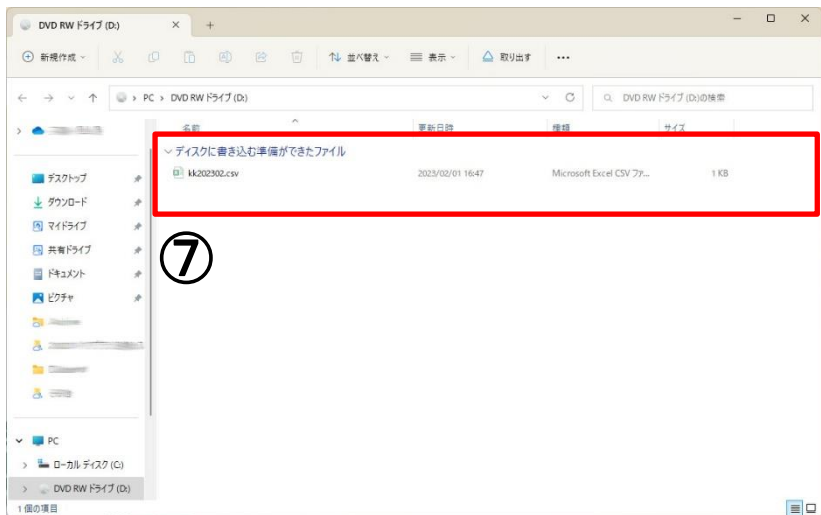 DVD RW ドライブ (D:)
新規作成 並べ替え 表示 取り出す ...
PC > DVD RW ドライブ (D:) DVD RW ドライブ (D:)の検索
名前 更新日時 種類 サイズ
ディスクに書き込む準備ができたファイル
kk202302.csv 2023/02/01 16:47 Microsoft Excel CSV ファ... 1 KB
デスクトップ
ダウンロード
マイドライブ
共有ドライブ
⑦
ドキュメント
ピクチャ
PC
ローカル ディスク (C:)
DVD RW ドライブ (D:)
1 個の項目